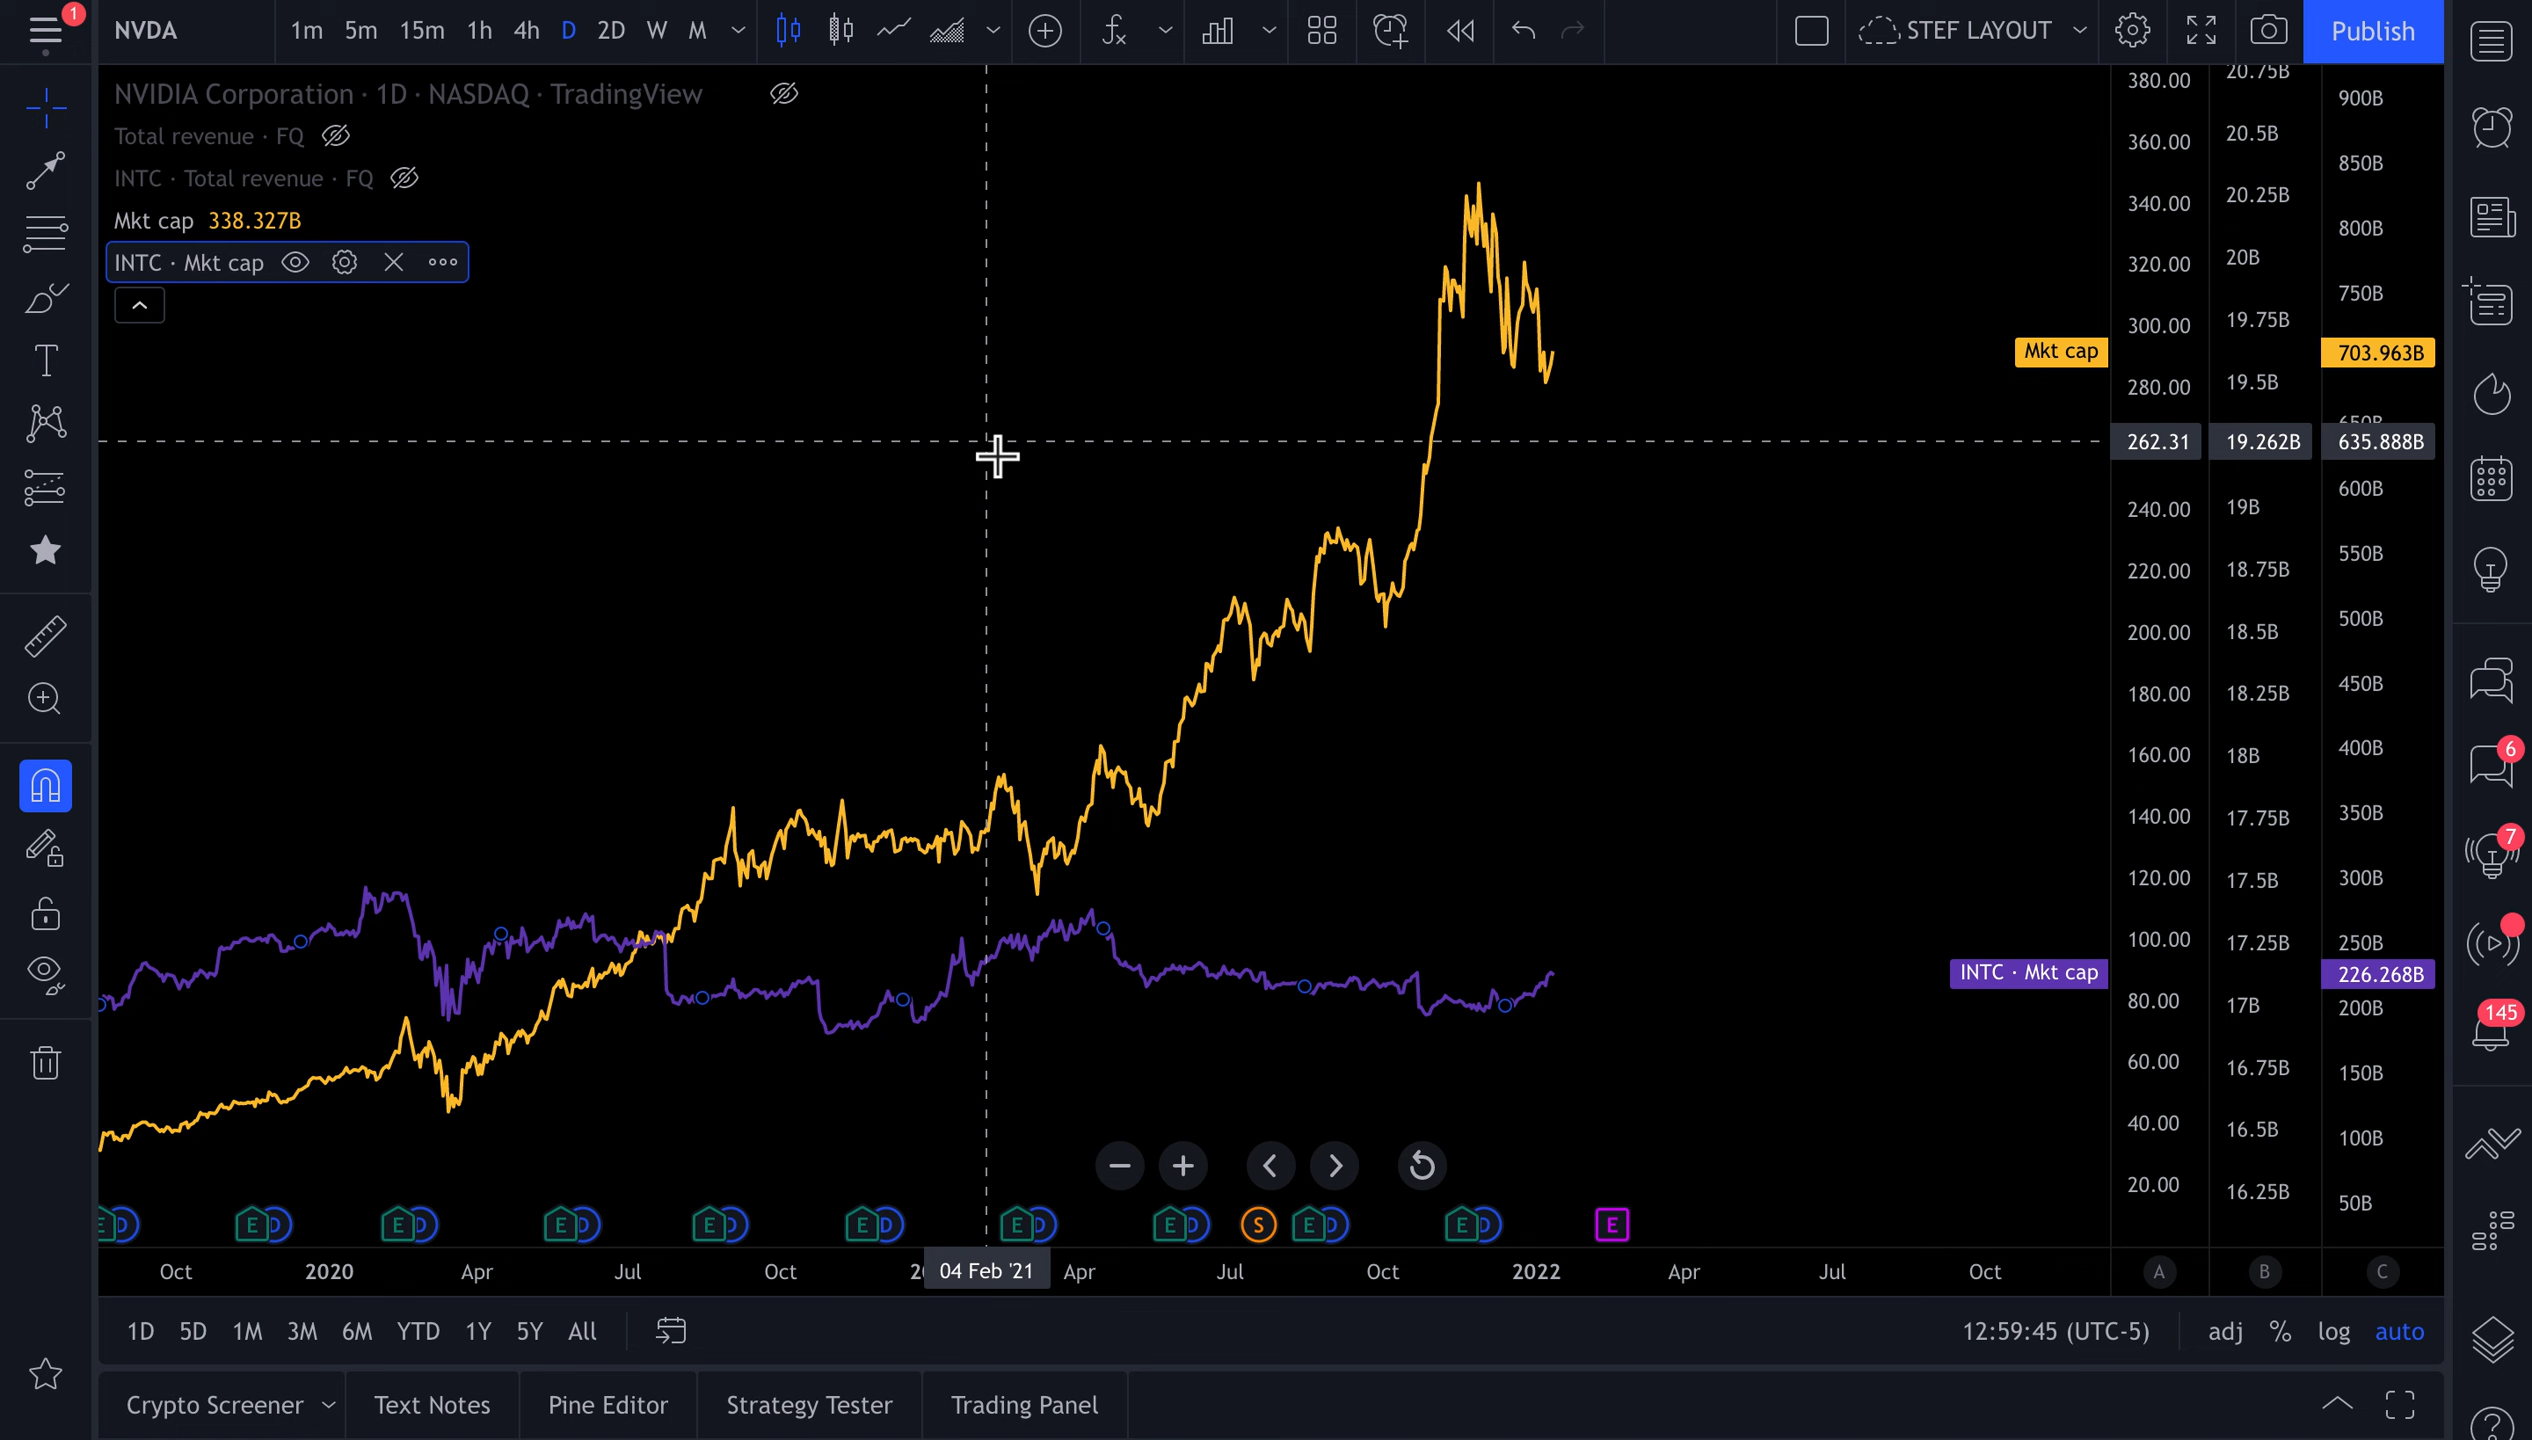 1
NVDA 1m 5m 15m 1h 4h D 2D W M STEF LAYOUT Publish
NVIDIA Corporation · 1D · NASDAQ · TradingView
Total revenue · FQ
INTC · Total revenue · FQ
Mkt cap 338.327B
INTC · Mkt cap
T
380.00
360.00
340.00
320.00
300.00
280.00
262.31
240.00
220.00
200.00
180.00
160.00
140.00
120.00
100.00
80.00
60.00
40.00
20.00
20.75B
20.5B
20.25B
20B
19.75B
19.5B
19.262B
19B
18.75B
18.5B
18.25B
18B
17.75B
17.5B
17.25B
17B
16.75B
16.5B
16.25B
900B
850B
800B
750B
Mkt cap 703.963B
650B
635.888B
600B
550B
500B
450B
400B
350B
300B
250B
INTC · Mkt cap 226.268B
200B
150B
100B
50B
6
7
145
E D E D E D E D E D E D E D E D S E D E D E
Oct 2020 Apr Jul Oct 04 Feb '21 Apr Jul Oct 2022 Apr Jul Oct A B C
1D 5D 1M 3M 6M YTD 1Y 5Y All 12:59:45 (UTC-5) adj % log auto
Crypto Screener Text Notes Pine Editor Strategy Tester Trading Panel